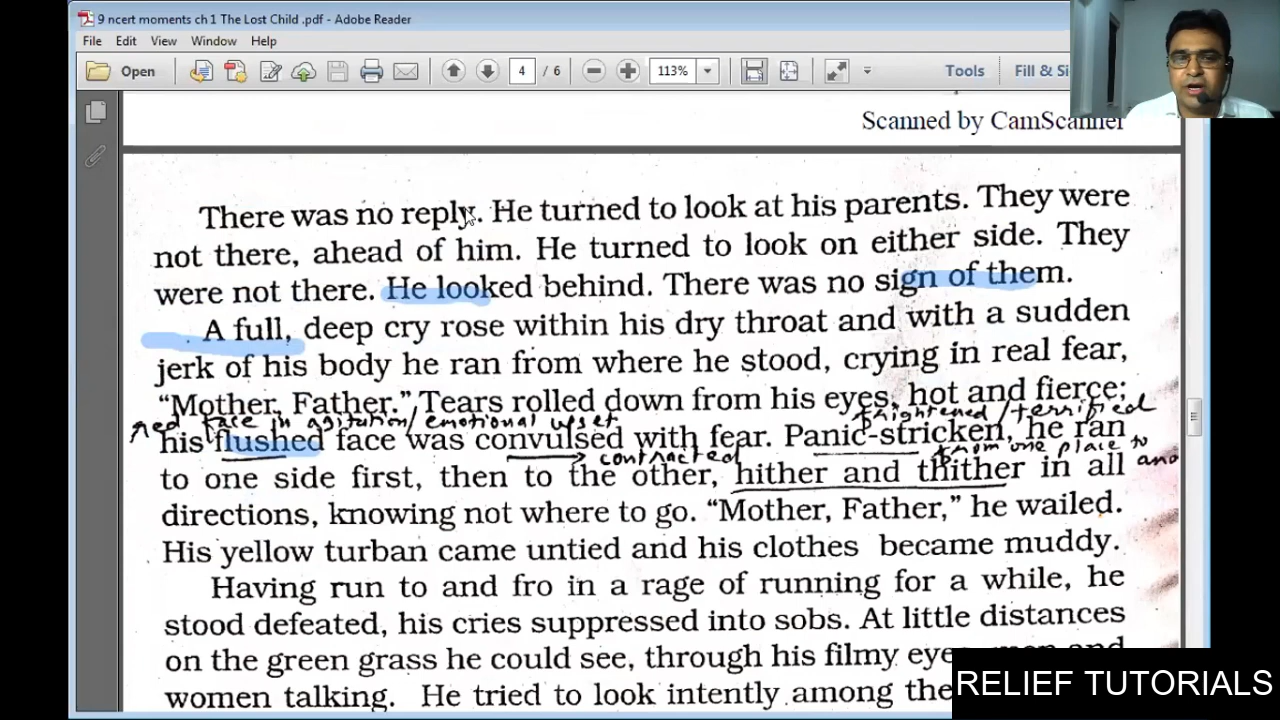 9 ncert moments ch 1 The Lost Child .pdf - Adobe Reader
File Edit View Window Help
Open 4 / 6 113% Tools Fill & Si
Scanned by CamScanner
There was no reply. He turned to look at his parents. They were
not there, ahead of him. He turned to look on either side. They
were not there. He looked behind. There was no sign of them.
A full, deep cry rose within his dry throat and with a sudden
jerk of his body he ran from where he stood, crying in real fear,
“Mother, Father.” Tears rolled down from his eyes, hot and fierce;
red face in agitution/emotional upset frightened/terrified
his flushed face was convulsed with fear. Panic-stricken, he ran
contracted from one place to
to one side first, then to the other, hither and thither in all ano
directions, knowing not where to go. “Mother, Father,” he wailed.
His yellow turban came untied and his clothes became muddy.
Having run to and fro in a rage of running for a while, he
stood defeated, his cries suppressed into sobs. At little distances
on the green grass he could see, through his filmy eyes, men and
women talking. He tried to look intently among the
RELIEF TUTORIALS